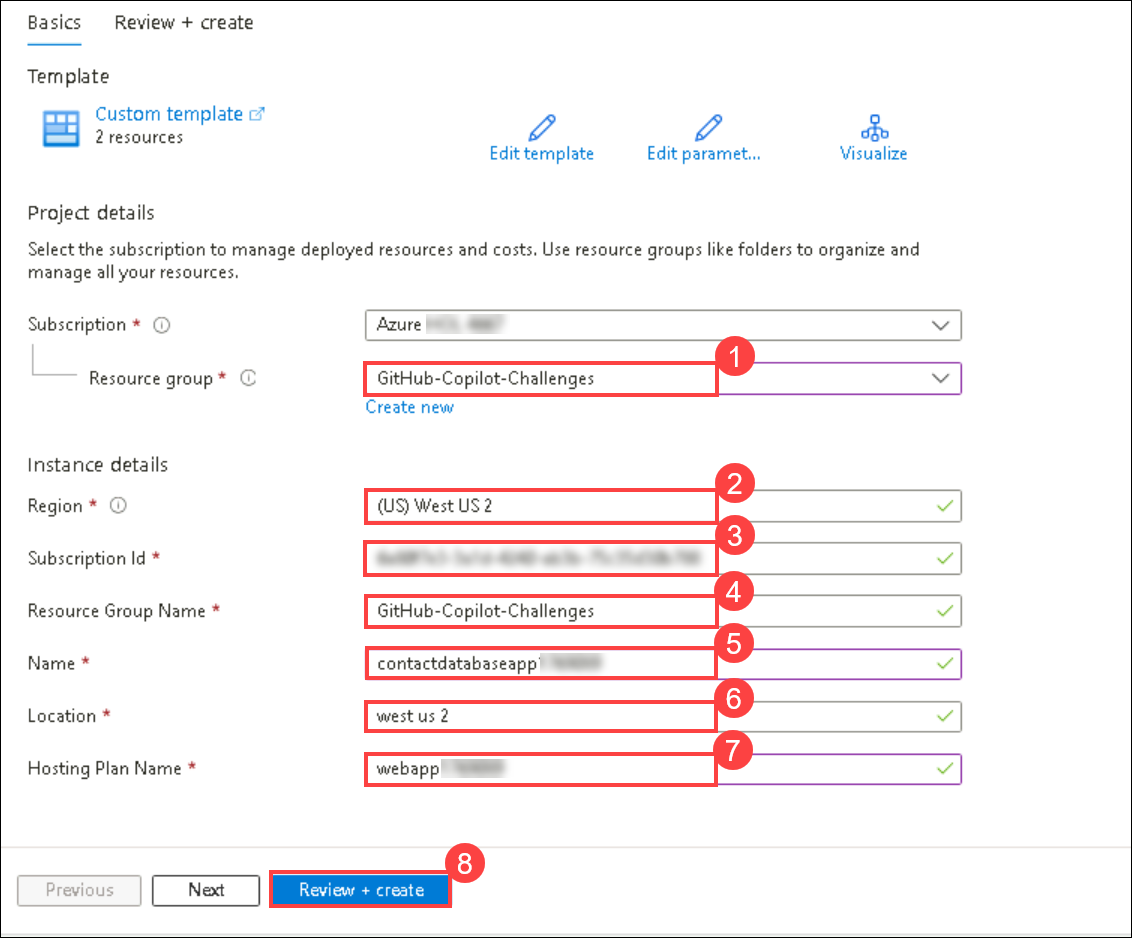 Basics Review + create
Template
Custom template
2 resources
Edit template Edit paramet... Visualize
Project details
Select the subscription to manage deployed resources and costs. Use resource groups like folders to organize and
manage all your resources.
Subscription * Azure
1
Resource group * GitHub-Copilot-Challenges
Create new
Instance details
2
Region * (US) West US 2
3
Subscription Id *
4
Resource Group Name * GitHub-Copilot-Challenges
5
Name * contactdatabaseapp
6
Location * west us 2
7
Hosting Plan Name * webapp
8
Previous Next Review + create